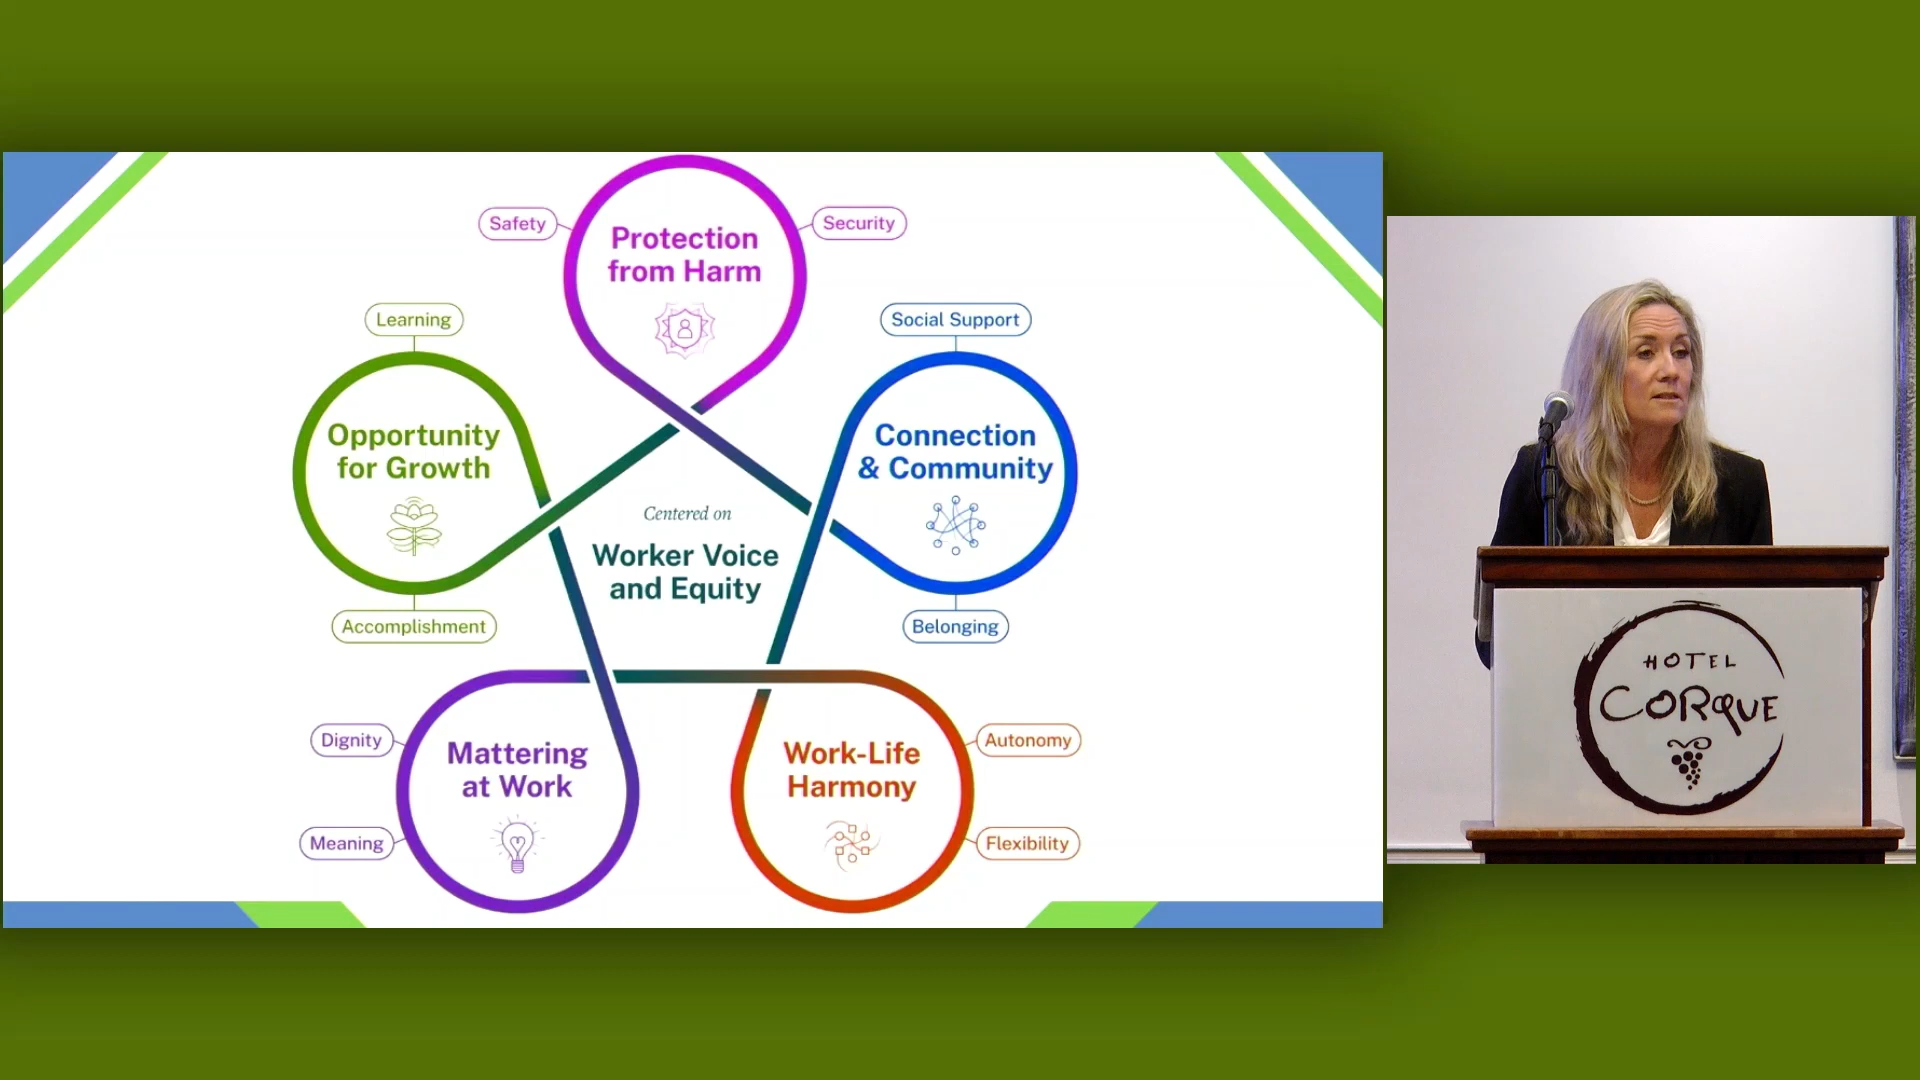 Safety
Protection
from Harm
Security
Learning
Opportunity
for Growth
Accomplishment
Social Support
Connection
& Community
Belonging
Centered on
Worker Voice
and Equity
Dignity
Mattering
at Work
Meaning
Work-Life
Harmony
Autonomy
Flexibility
HOTEL
CORQUE